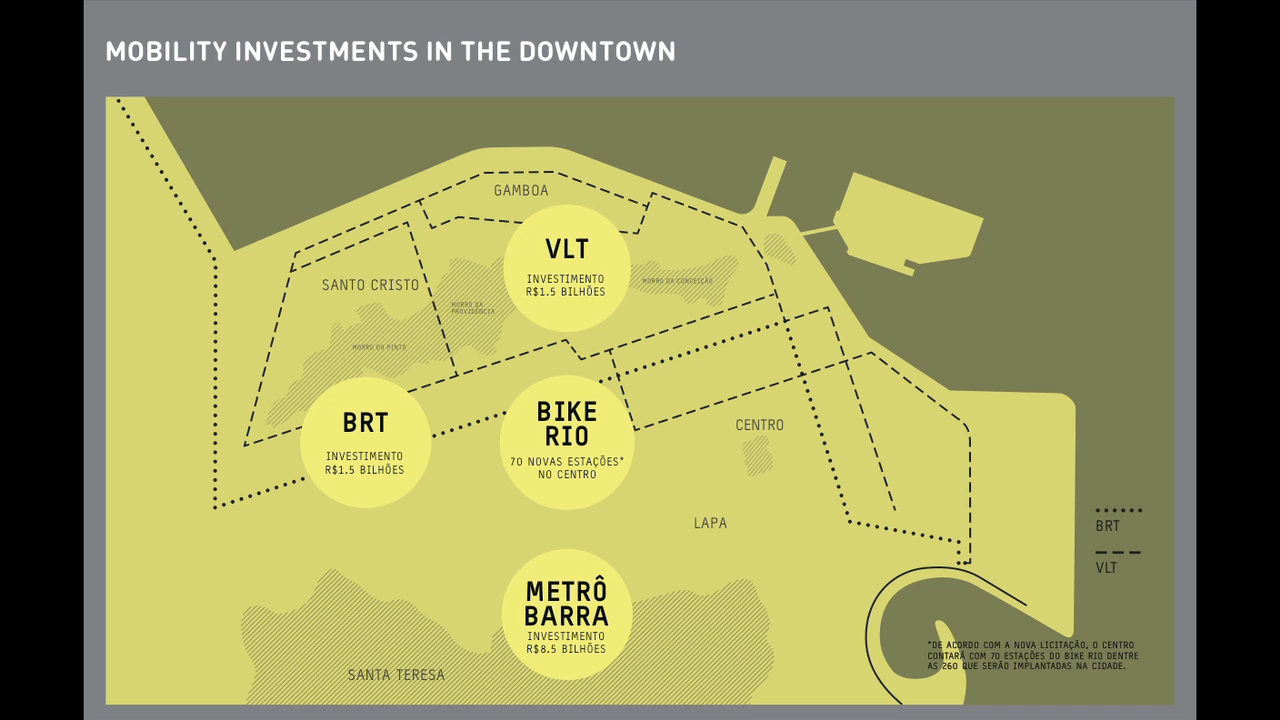 MOBILITY INVESTMENTS IN THE DOWNTOWN
GAMBOA
VLT
INVESTIMENTO
R$1.5 BILHÕES
SANTO CRISTO
MORRO DA CONCEIÇÃO
MORRO DA
PROVIDÊNCIA
MORRO DO PINTO
BRT
INVESTIMENTO
R$1.5 BILHÕES
BIKE
RIO
70 NOVAS ESTAÇÕES*
NO CENTRO
CENTRO
LAPA
BRT
VLT
METRÔ
BARRA
INVESTIMENTO
R$8.5 BILHÕES
SANTA TERESA
*DE ACORDO COM A NOVA LICITAÇÃO, O CENTRO
CONTARÁ COM 70 ESTAÇÕES DO BIKE RIO DENTRE
AS 260 QUE SERÃO IMPLANTADAS NA CIDADE.